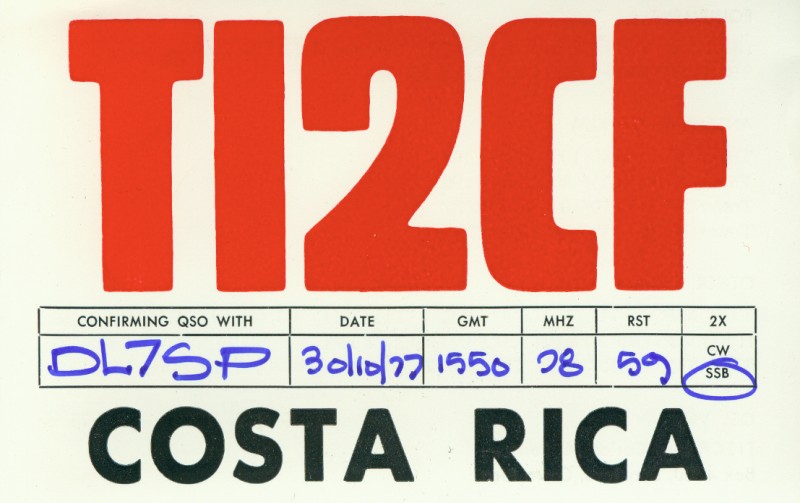 TI2CF
CONFIRMING QSO WITH DATE GMT MHZ RST 2X
DL7SP 30/10/77 1550 28 59 CW
SSB
COSTA RICA